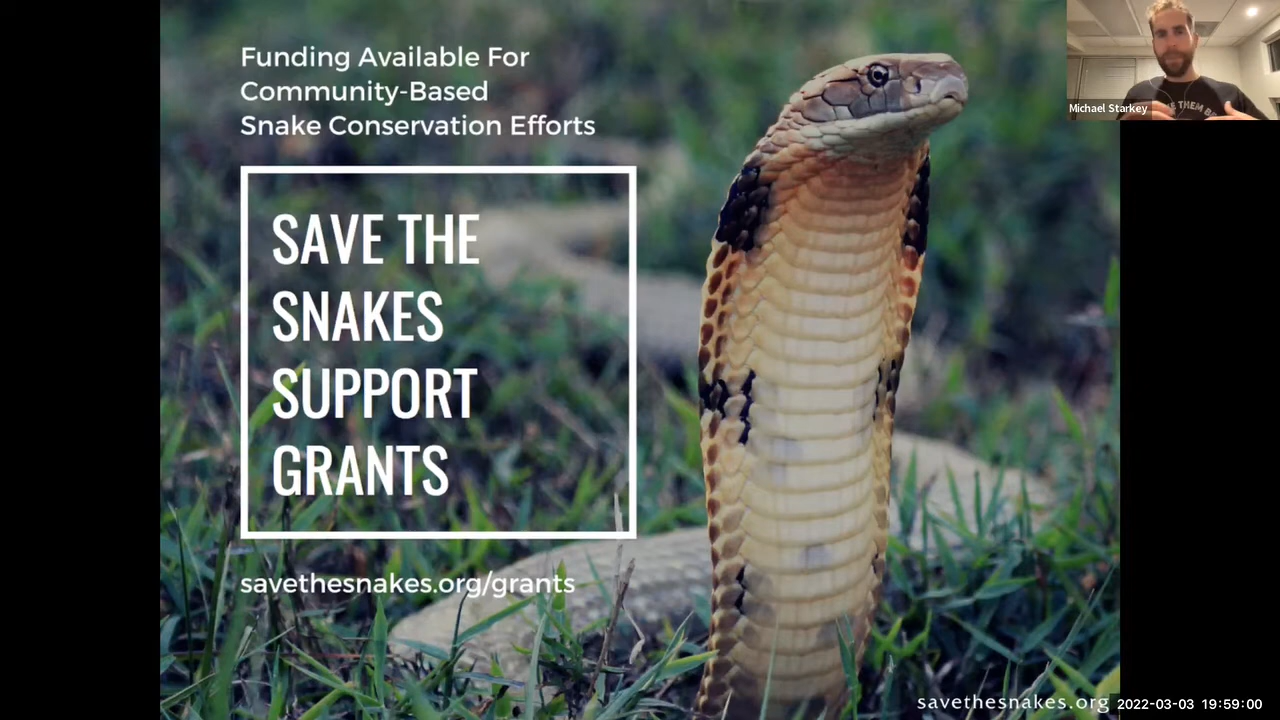 Funding Available For
Community-Based
Snake Conservation Efforts
SAVE THE
SNAKES
SUPPORT
GRANTS
savethesnakes.org/grants
savethesnakes.org
Michael Starkey
THEM
2022-03-03 19:59:00